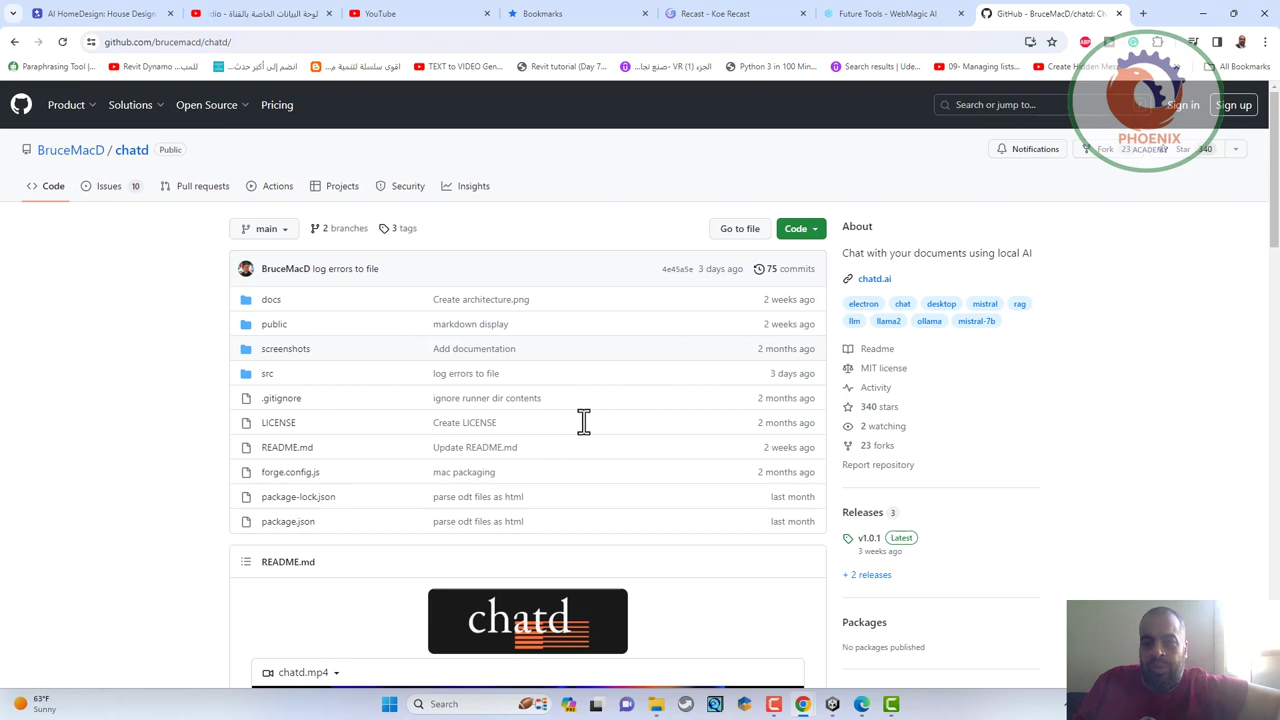 AI HomeDesign:
لوحة البيانات الخاصة بالقناة - dio
YouTube
Bookmarks
Recast - Koe Recast
Future Tools - WebMagic AI
GitHub - BruceMacD/chatd: Chat
github.com/brucemacd/chatd/
Paraphrasing Tool |...
Revit Dynamo للمب...
انضم إلى أكبر حدث...
الصفحة الرئيسية للتنمية م...
TEXT to VIDEO Gen...
Revit tutorial (Day 7...
Search results | Ude...
Python 3 in 100 Min...
09- Managing lists...
Create Hidden Mes
All Bookmarks
Product
Solutions
Open Source
Pricing
Search or jump to...
Sign in
Sign up
PHOENIX
ACADEMY
BruceMacD / chatd
Public
Notifications
Fork 23
Star 340
Code
Issues 10
Pull requests
Actions
Projects
Security
Insights
main
2 branches
3 tags
Go to file
Code
BruceMacD log errors to file
4e45a5e 3 days ago
75 commits
docs Create architecture.png 2 weeks ago
public markdown display 2 weeks ago
screenshots Add documentation 2 months ago
src log errors to file 3 days ago
.gitignore ignore runner dir contents 2 months ago
LICENSE Create LICENSE 2 months ago
README.md Update README.md 2 weeks ago
forge.config.js mac packaging 2 months ago
package-lock.json parse odt files as html last month
package.json parse odt files as html last month
README.md
chatd
chatd.mp4
About
Chat with your documents using local AI
chatd.ai
electron chat desktop mistral rag
llm llama2 ollama mistral-7b
Readme
MIT license
Activity
340 stars
2 watching
23 forks
Report repository
Releases 3
v1.0.1 Latest
3 weeks ago
+ 2 releases
Packages
No packages published
63°F
Sunny
Search